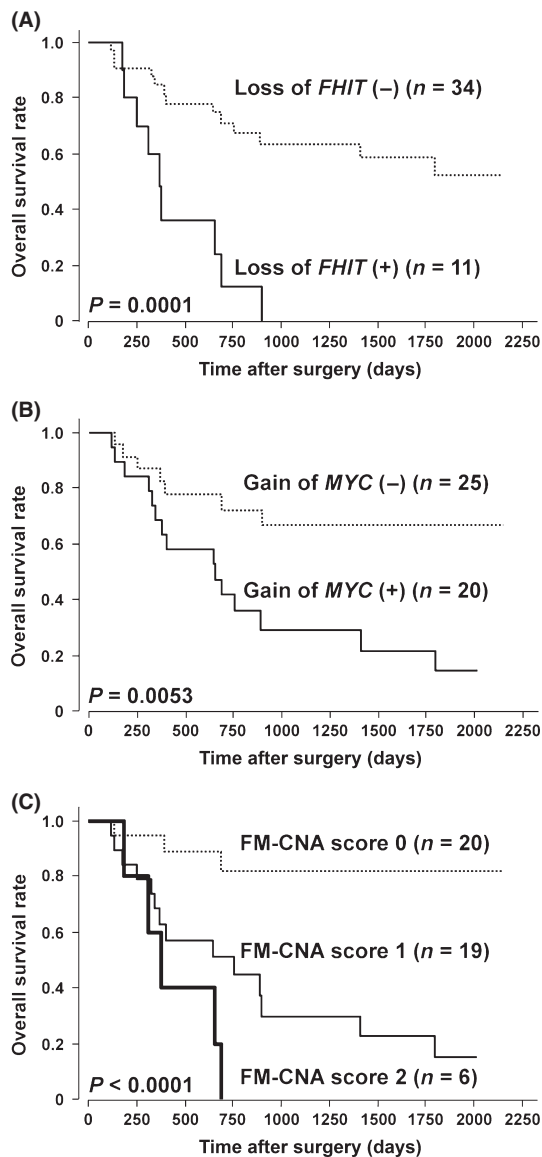 (A)
1.0
Loss of FHIT (–) (n = 34)
0.8
0.6
0.4
Loss of FHIT (+) (n = 11)
0.2
P = 0.0001
0
Overall survival rate
0 250 500 750 1000 1250 1500 1750 2000 2250
Time after surgery (days)
(B)
1.0
Gain of MYC (–) (n = 25)
0.8
0.6
Gain of MYC (+) (n = 20)
0.4
0.2
P = 0.0053
0
Overall survival rate
0 250 500 750 1000 1250 1500 1750 2000 2250
Time after surgery (days)
(C)
1.0
FM-CNA score 0 (n = 20)
0.8
0.6
FM-CNA score 1 (n = 19)
0.4
0.2
FM-CNA score 2 (n = 6)
P < 0.0001
0
Overall survival rate
0 250 500 750 1000 1250 1500 1750 2000 2250
Time after surgery (days)